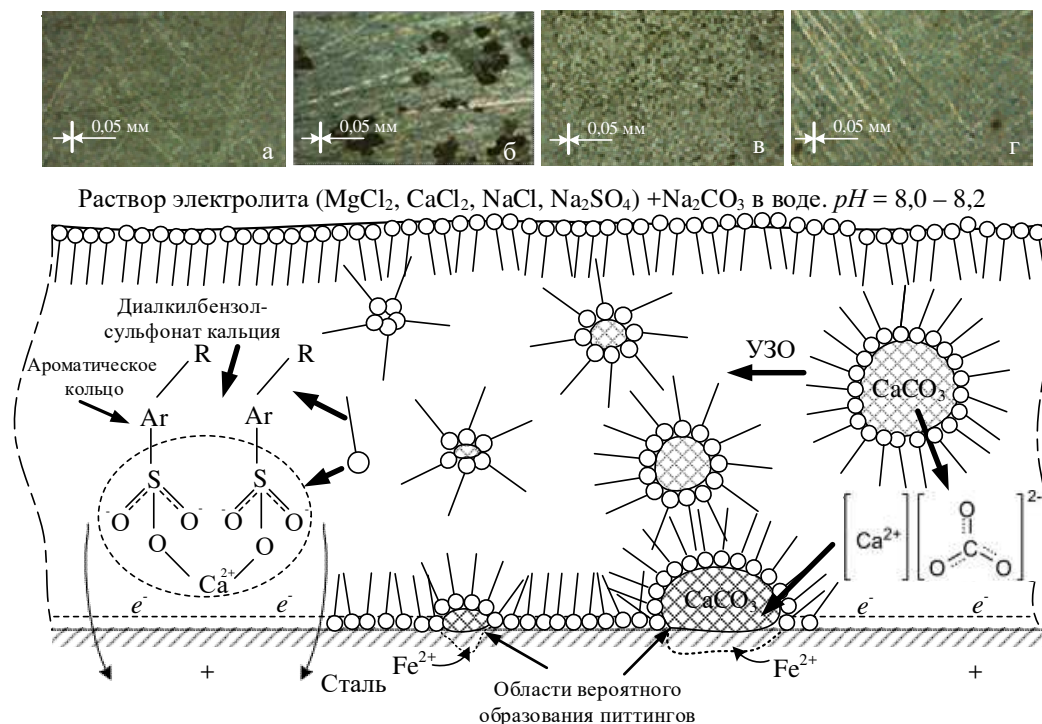 0,05 мм
а
0,05 мм
б
0,05 мм
в
0,05 мм
г
Раствор электролита (MgCl₂, CaCl₂, NaCl, Na₂SO₄) +Na₂CO₃ в воде. pH = 8,0 – 8,2
Диалкилбензол-
сульфонат кальция
Ароматическое
кольцо
R R
Ar Ar
S S
O⁻ O⁻ ⁻O O⁻
O O
Ca²⁺
e⁻ e⁻
УЗО
CaCO₃
[Ca²⁺] [O C O O]²⁻
CaCO₃
e⁻ e⁻
Fe²⁺ Fe²⁺
+ +
Сталь
Области вероятного
образования питтингов